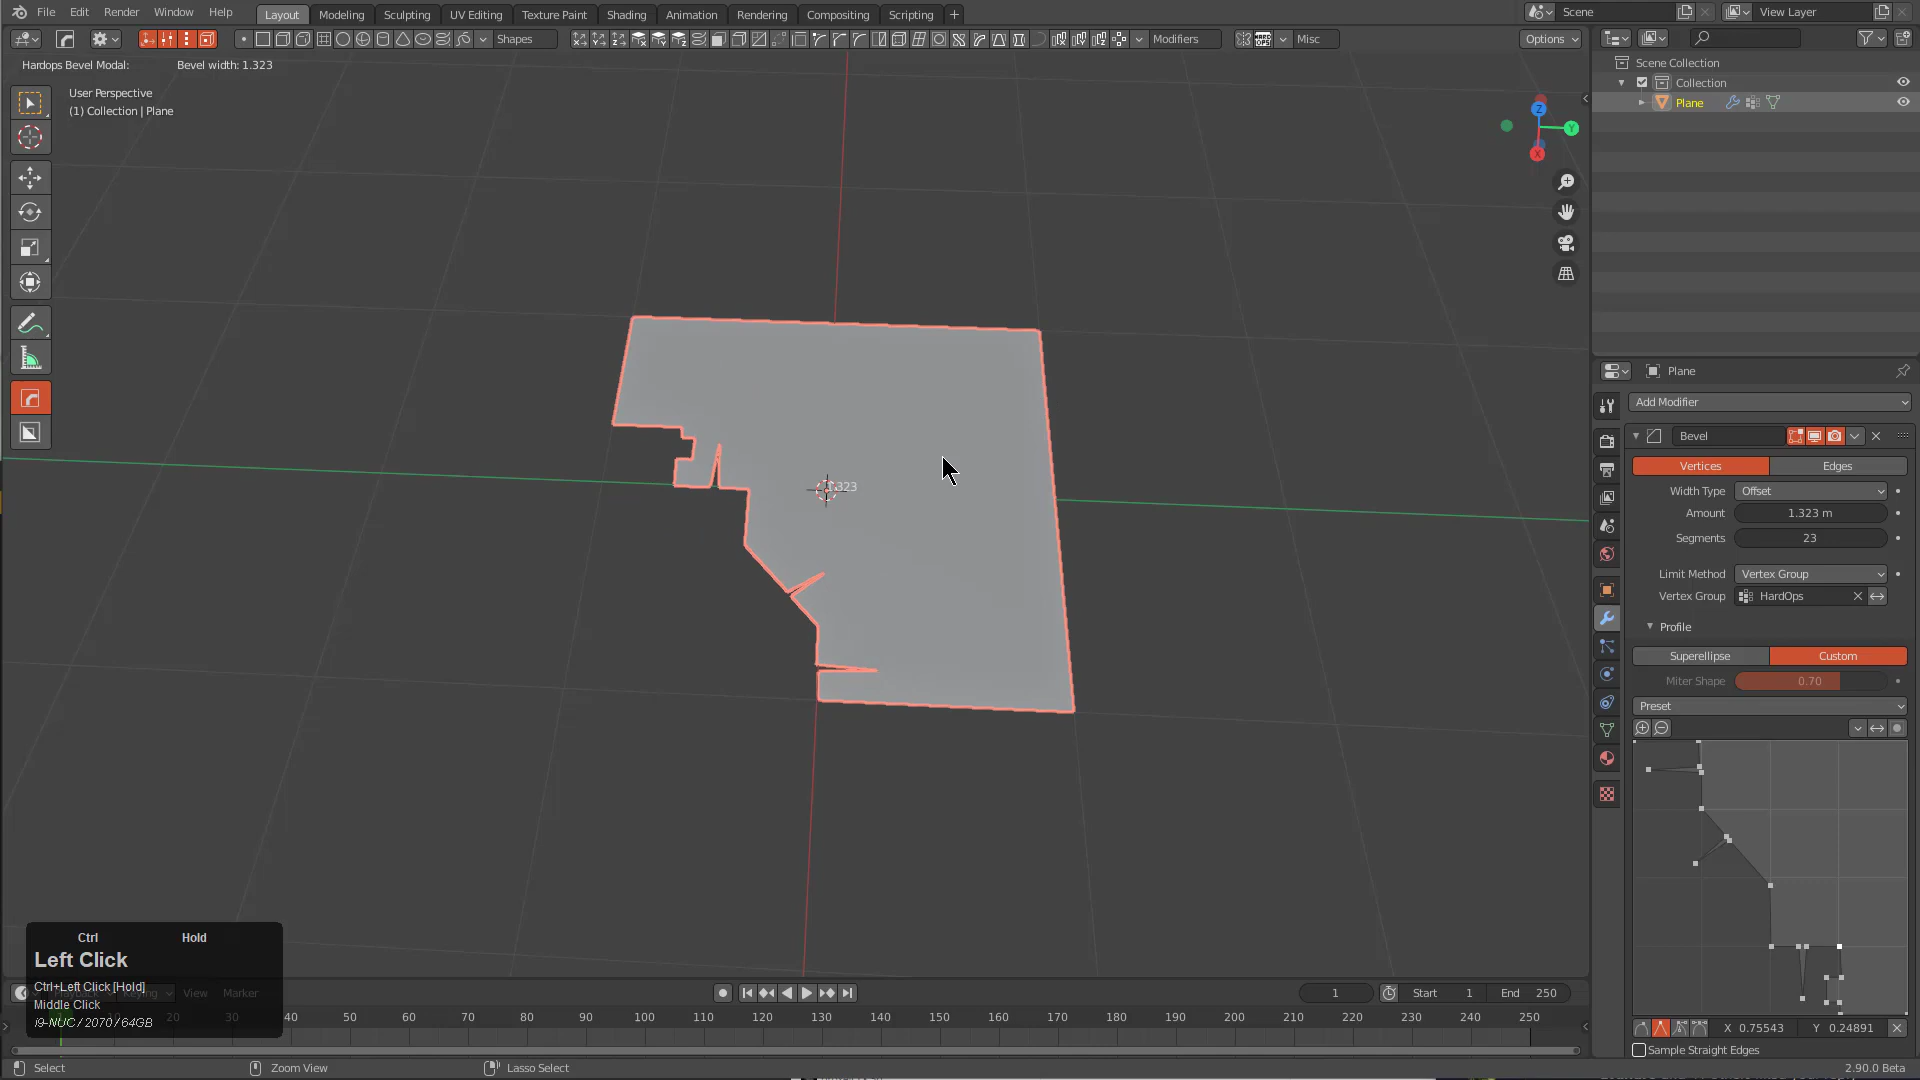 File Edit Render Window Help Layout Modeling Sculpting UV Editing Texture Paint Shading Animation Rendering Compositing Scripting Scene View Layer
Shapes Modifiers Misc Options
Hardops Bevel Modal: Bevel width: 1.323
User Perspective
(1) Collection | Plane
Scene Collection
Collection
Plane
Z
Y
X
Plane
Add Modifier
Bevel
Vertices Edges
Width Type Offset
Amount 1.323 m
Segments 23
Limit Method Vertex Group
Vertex Group HardOps
Profile
Superellipse Custom
Miter Shape 0.70
Preset
X 0.75543 Y 0.24891
Sample Straight Edges
Ctrl Hold
Left Click
Ctrl+Left Click [Hold]
Middle Click
i9-NUC / 2070 / 64GB
Playback Keying View Marker
1 Start 1 End 250
20 30 40 50 60 70 80 90 100 110 120 130 140 150 160 170 180 190 200 210 220 230 240 250
Select Zoom View Lasso Select 2.90.0 Beta